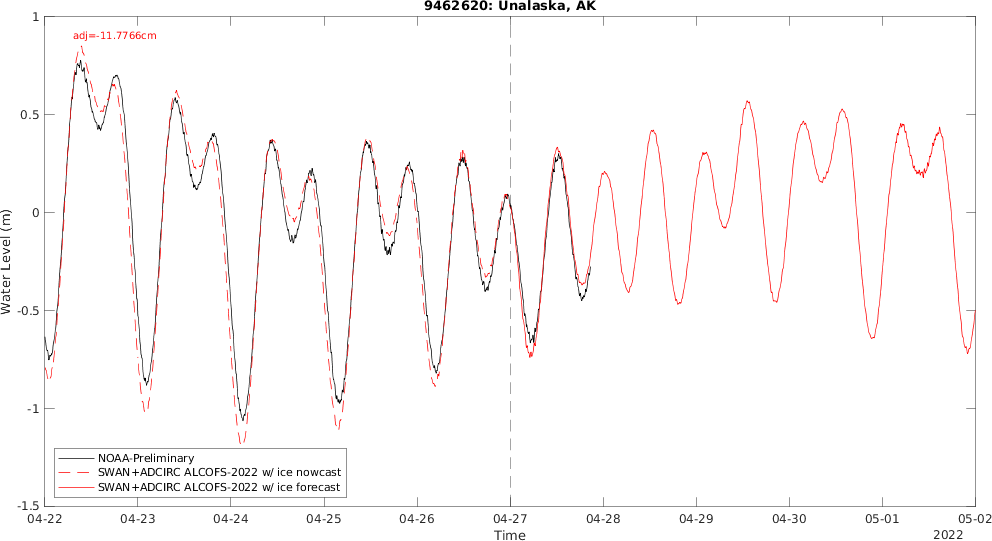 9462620: Unalaska, AK
adj=-11.7766cm
Water Level (m)
1
0.5
0
-0.5
-1
-1.5
NOAA-Preliminary
SWAN+ADCIRC ALCOFS-2022 w/ ice nowcast
SWAN+ADCIRC ALCOFS-2022 w/ ice forecast
04-22 04-23 04-24 04-25 04-26 04-27 04-28 04-29 04-30 05-01 05-02
Time
2022